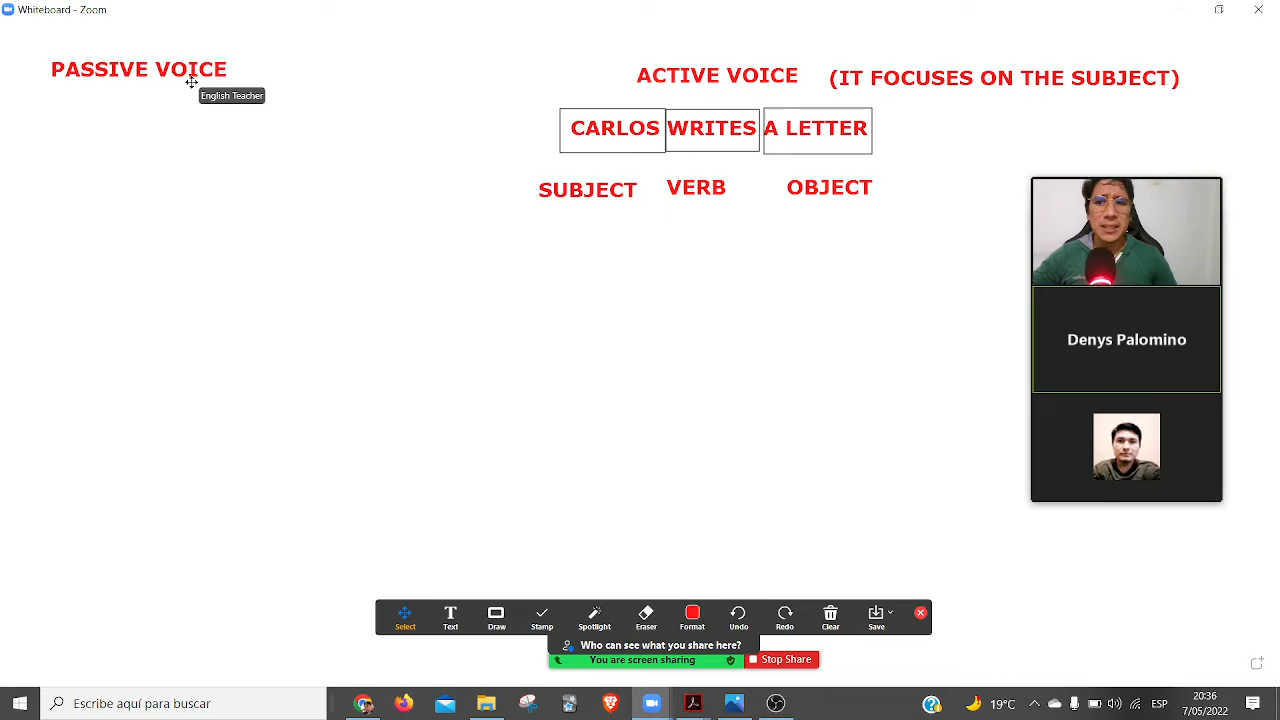 Whiteboard - Zoom
PASSIVE VOICE
English Teacher
ACTIVE VOICE (IT FOCUSES ON THE SUBJECT)
CARLOS WRITES A LETTER
SUBJECT VERB OBJECT
Denys Palomino
Select Text Draw Stamp Spotlight Eraser Format Undo Redo Clear Save
Who can see what you share here?
You are screen sharing Stop Share
Escribe aquí para buscar
19°C
ESP
20:36
7/05/2022